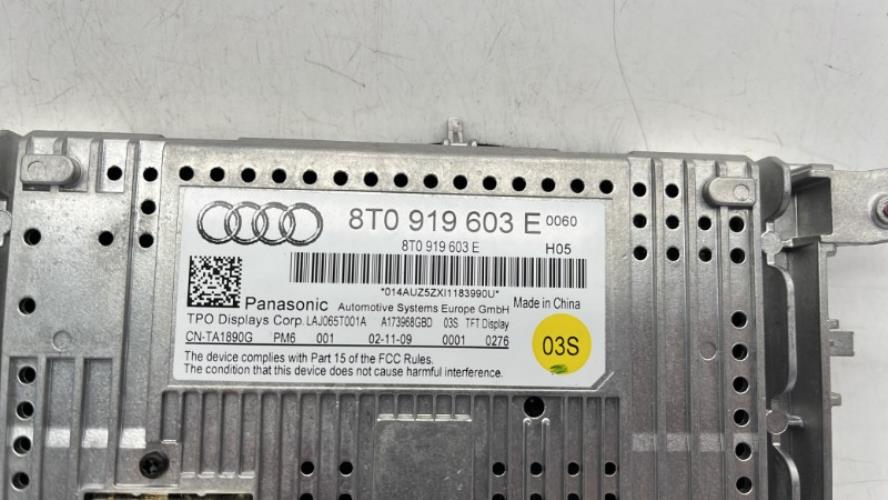 8T0 919 603 E 0060
8T0 919 603 E H05
*014AUZ5ZXI1183990U*
Panasonic Automotive Systems Europe GmbH Made in China
TPO Displays Corp. LAJ065T001A A173968GBD 03S TFT Display
CN-TA1890G PM6 001 02-11-09 0001 0276
03S
The device complies with Part 15 of the FCC Rules.
The condition that this device does not cause harmful interference.